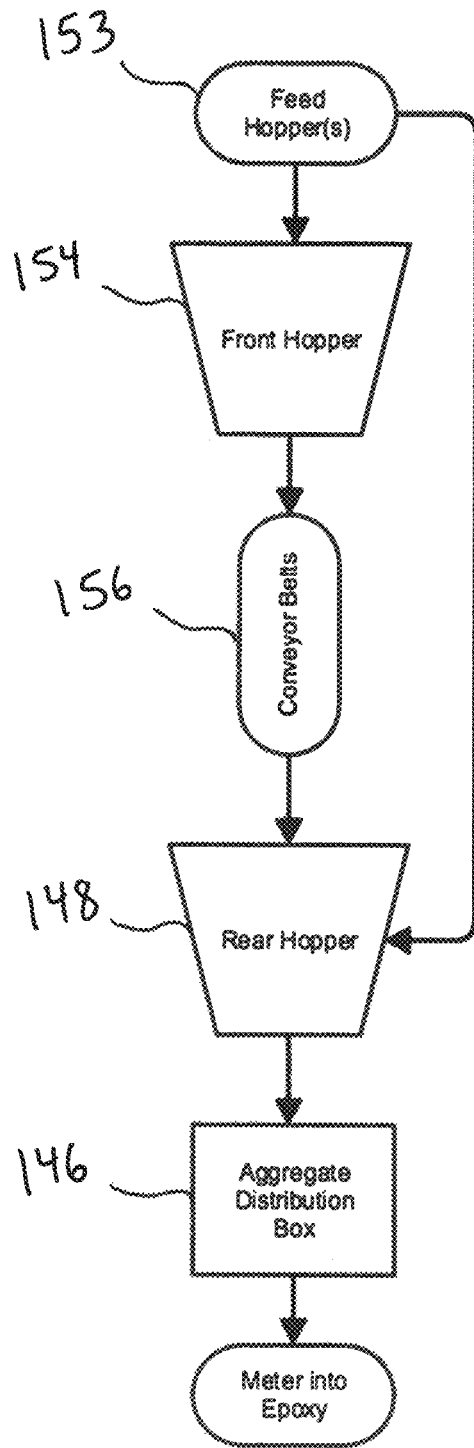 153
Feed
Hopper(s)
154
Front Hopper
156
Conveyor Belts
148
Rear Hopper
146
Aggregate
Distribution
Box
Meter into
Epoxy